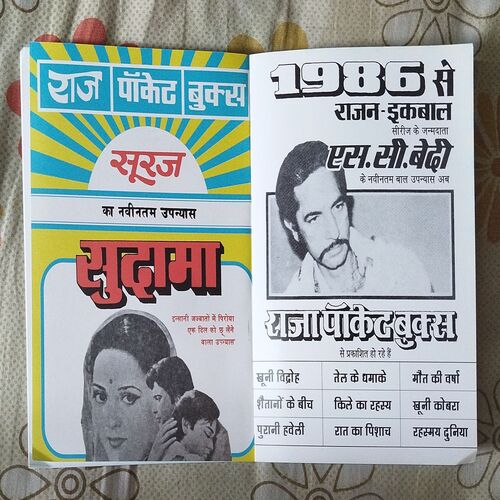 राज पॉकेट बुक्स
सूरज
का नवीनतम उपन्यास
सुदामा
इन्सानी जज्बातों में पिरोया
एक दिल को छू लेने
वाला उपन्यास
1986 से
राजन-इकबाल
सीरीज के जन्मदाता
एस.सी.बेदी
के नवीनतम बाल उपन्यास अब
राजा पॉकेट बुक्स
से प्रकाशित हो रहे हैं
खूनी विद्रोह तेल के धमाके मौत की वर्षा
शैतानों के बीच किले का रहस्य खूनी कोबरा
पुरानी हवेली रात का पिशाच रहस्मय दुनिया